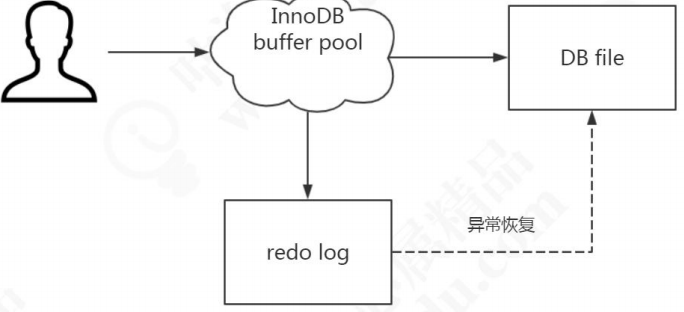 InnoDB
buffer pool
DB file
redo log
异常恢复